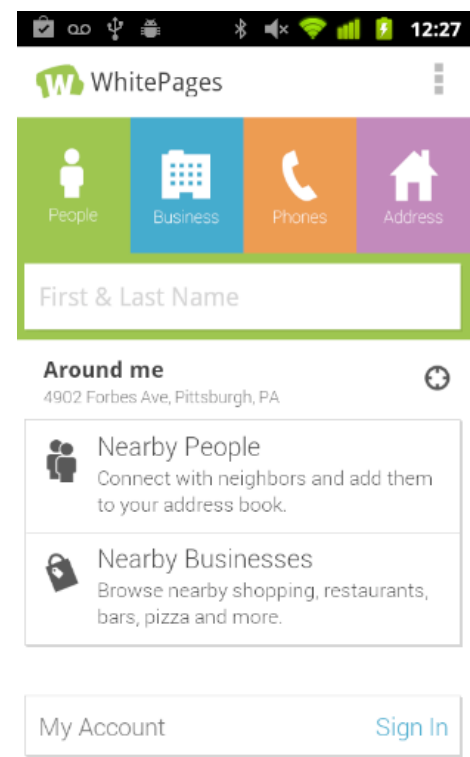 12:27
WhitePages
People
Business
Phones
Address
First & Last Name
Around me
4902 Forbes Ave, Pittsburgh, PA
Nearby People
Connect with neighbors and add them
to your address book.
Nearby Businesses
Browse nearby shopping, restaurants,
bars, pizza and more.
My Account Sign In